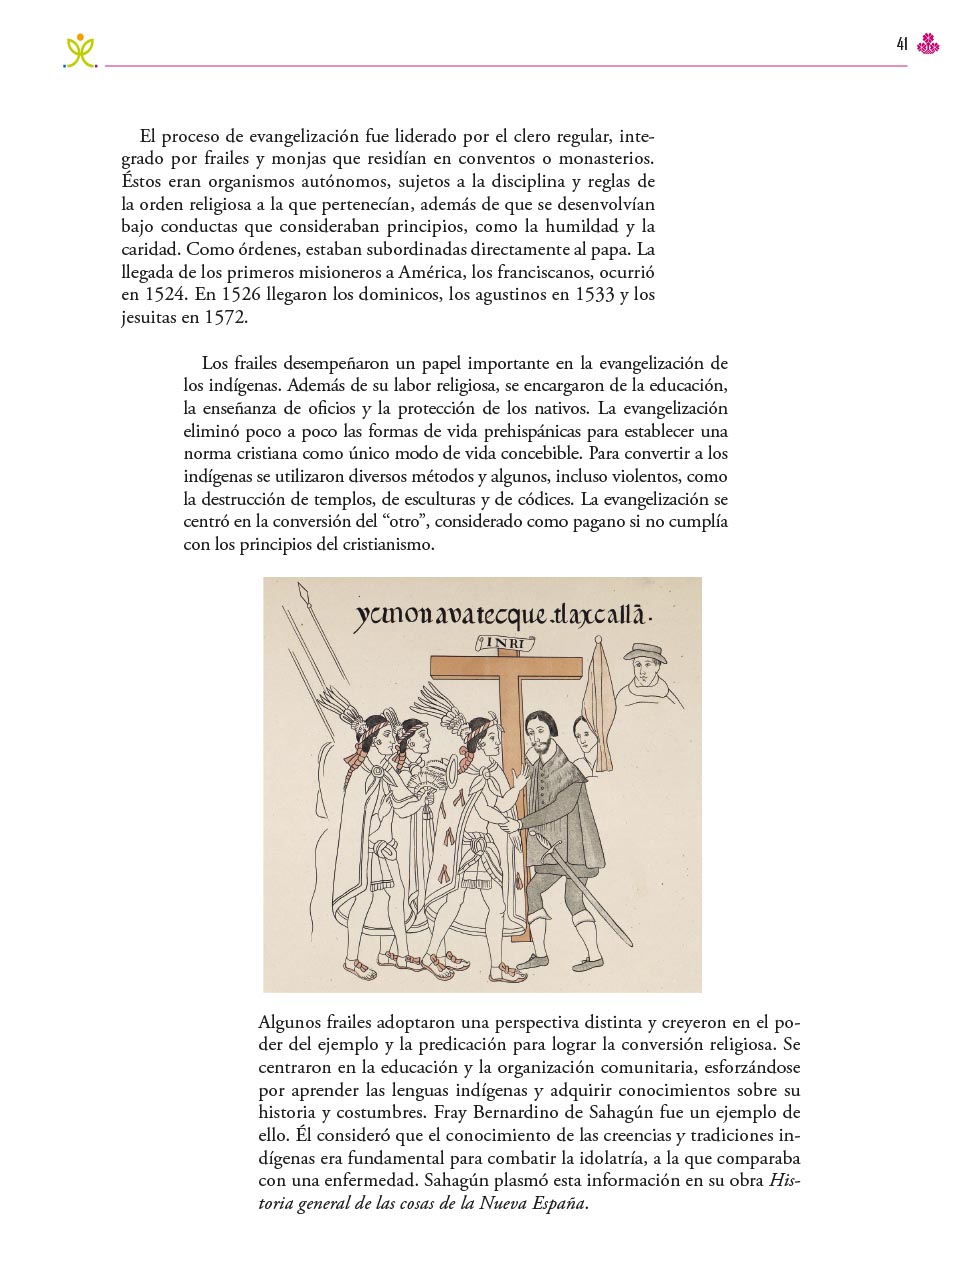 41
El proceso de evangelización fue liderado por el clero regular, inte-
grado por frailes y monjas que residían en conventos o monasterios.
Éstos eran organismos autónomos, sujetos a la disciplina y reglas de
la orden religiosa a la que pertenecían, además de que se desenvolvían
bajo conductas que consideraban principios, como la humildad y la
caridad. Como órdenes, estaban subordinadas directamente al papa. La
llegada de los primeros misioneros a América, los franciscanos, ocurrió
en 1524. En 1526 llegaron los dominicos, los agustinos en 1533 y los
jesuitas en 1572.
Los frailes desempeñaron un papel importante en la evangelización de
los indígenas. Además de su labor religiosa, se encargaron de la educación,
la enseñanza de oficios y la protección de los nativos. La evangelización
eliminó poco a poco las formas de vida prehispánicas para establecer una
norma cristiana como único modo de vida concebible. Para convertir a los
indígenas se utilizaron diversos métodos y algunos, incluso violentos, como
la destrucción de templos, de esculturas y de códices. La evangelización se
centró en la conversión del “otro”, considerado como pagano si no cumplía
con los principios del cristianismo.
ycmonavatecque.tlaxcallā.
INRI
Algunos frailes adoptaron una perspectiva distinta y creyeron en el po-
der del ejemplo y la predicación para lograr la conversión religiosa. Se
centraron en la educación y la organización comunitaria, esforzándose
por aprender las lenguas indígenas y adquirir conocimientos sobre su
historia y costumbres. Fray Bernardino de Sahagún fue un ejemplo de
ello. Él consideró que el conocimiento de las creencias y tradiciones in-
dígenas era fundamental para combatir la idolatría, a la que comparaba
con una enfermedad. Sahagún plasmó esta información en su obra His-
toria general de las cosas de la Nueva España.